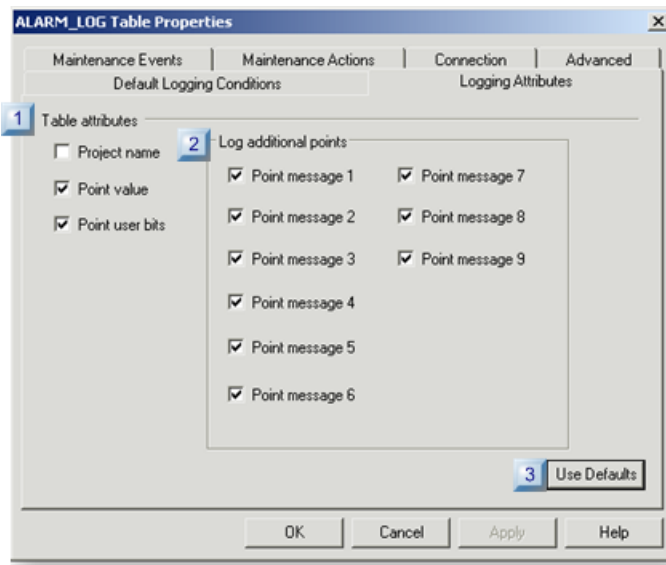 ALARM_LOG Table Properties
Maintenance Events
Maintenance Actions
Connection
Advanced
Default Logging Conditions
Logging Attributes
1
Table attributes
Project name
Point value
Point user bits
2
Log additional points
Point message 1
Point message 2
Point message 3
Point message 4
Point message 5
Point message 6
Point message 7
Point message 8
Point message 9
3
Use Defaults
OK
Cancel
Apply
Help